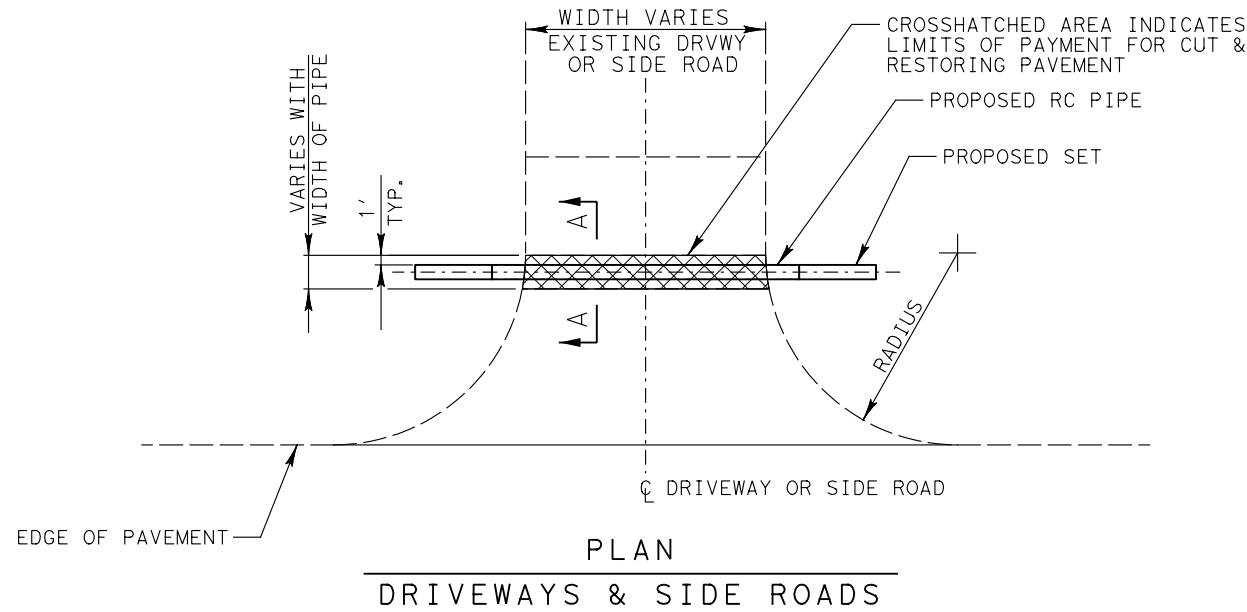 WIDTH VARIES
EXISTING DRVWY
OR SIDE ROAD
CROSSHATCHED AREA INDICATES
LIMITS OF PAYMENT FOR CUT &
RESTORING PAVEMENT
PROPOSED RC PIPE
PROPOSED SET
VARIES WITH
WIDTH OF PIPE
1'
TYP.
A
A
RADIUS
℄ DRIVEWAY OR SIDE ROAD
EDGE OF PAVEMENT
PLAN
DRIVEWAYS & SIDE ROADS